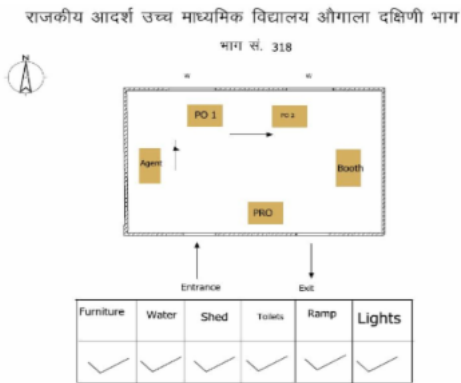 राजकीय आदर्श उच्च माध्यमिक विद्यालय औगाला दक्षिणी भाग
भाग सं. 318
N
PO 1
PO 2
Agent
Booth
PRO
Entrance
Exit
Furniture Water Shed Toilets Ramp Lights